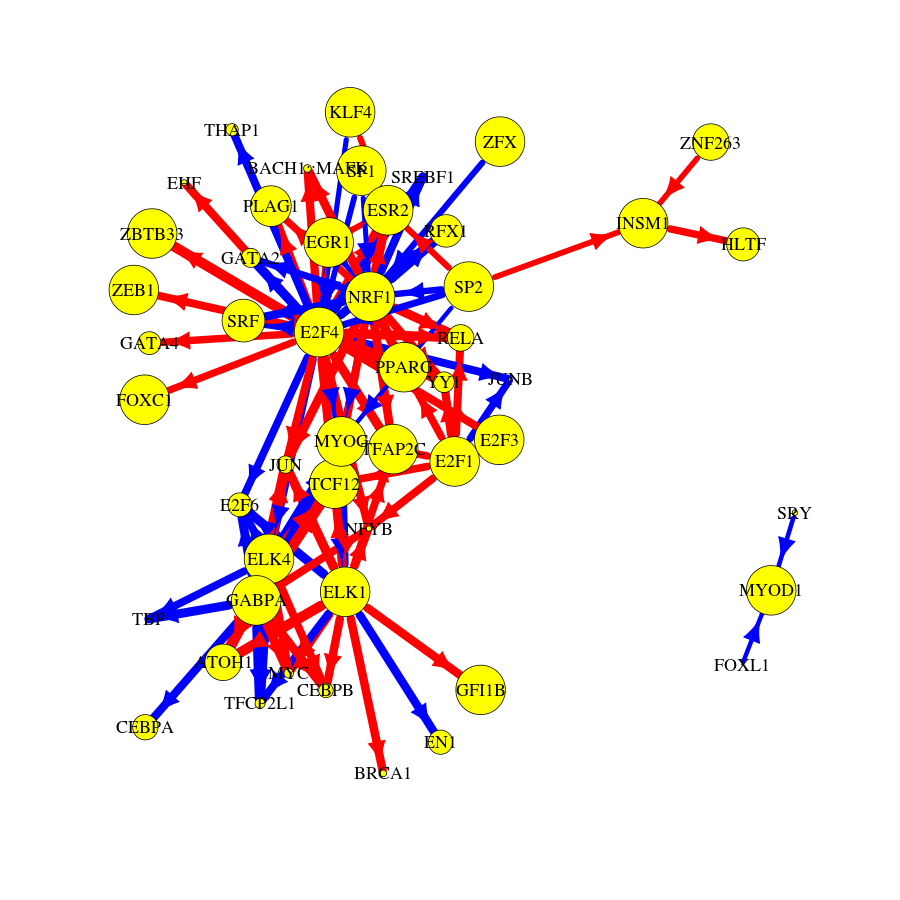 KLF4
THAP1
ZFX
ZNF263
BACH1::MAFK
SP1
SREBF1
EHF
PLAG1
ESR2
INSM1
ZBTB33
EGR1
RFX1
HLTF
GATA2
SP2
ZEB1
NRF1
SRF
E2F4
GATA4
RELA
PPARG
YY1
JUNB
FOXC1
MYOG
TFAP2C
E2F3
JUN
E2F1
TCF12
E2F6
NFYB
SRY
ELK4
GABPA
ELK1
MYOD1
TBP
ATOH1
MYC
FOXL1
CEBPB
GFI1B
TFCP2L1
CEBPA
EN1
BRCA1